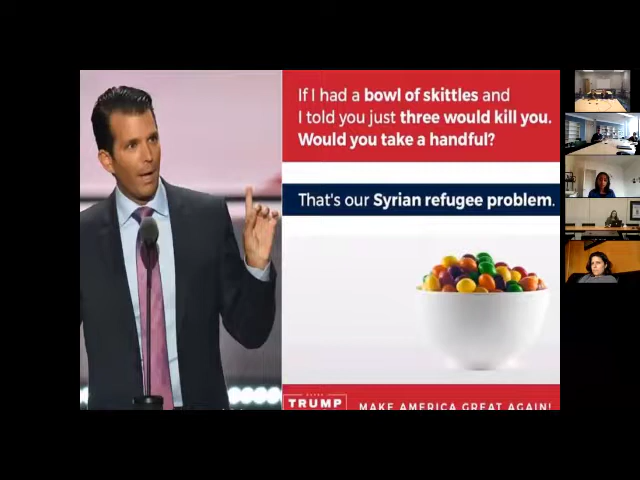 If I had a bowl of skittles and
I told you just three would kill you.
Would you take a handful?
That's our Syrian refugee problem.
TRUMP
MAKE AMERICA GREAT AGAIN!